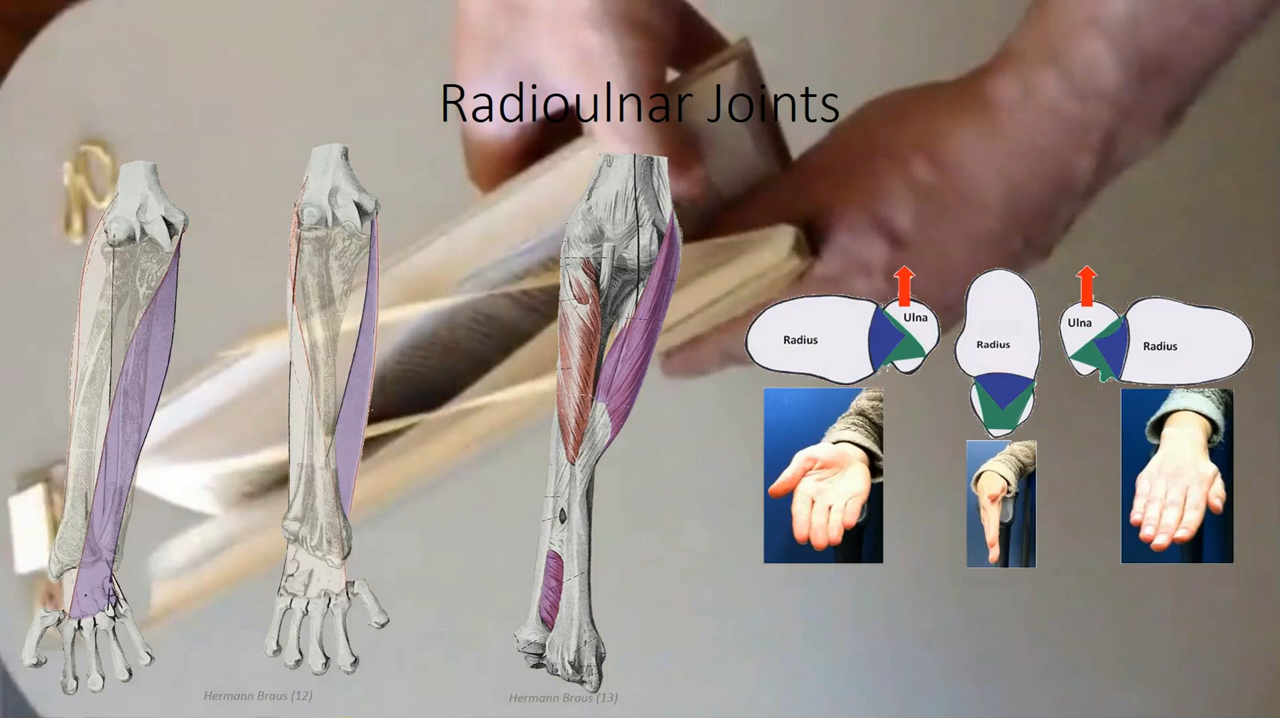 Radioulnar Joints
Radius
Ulna
Radius
Ulna
Radius
Hermann Braus (12)
Hermann Braus (13)